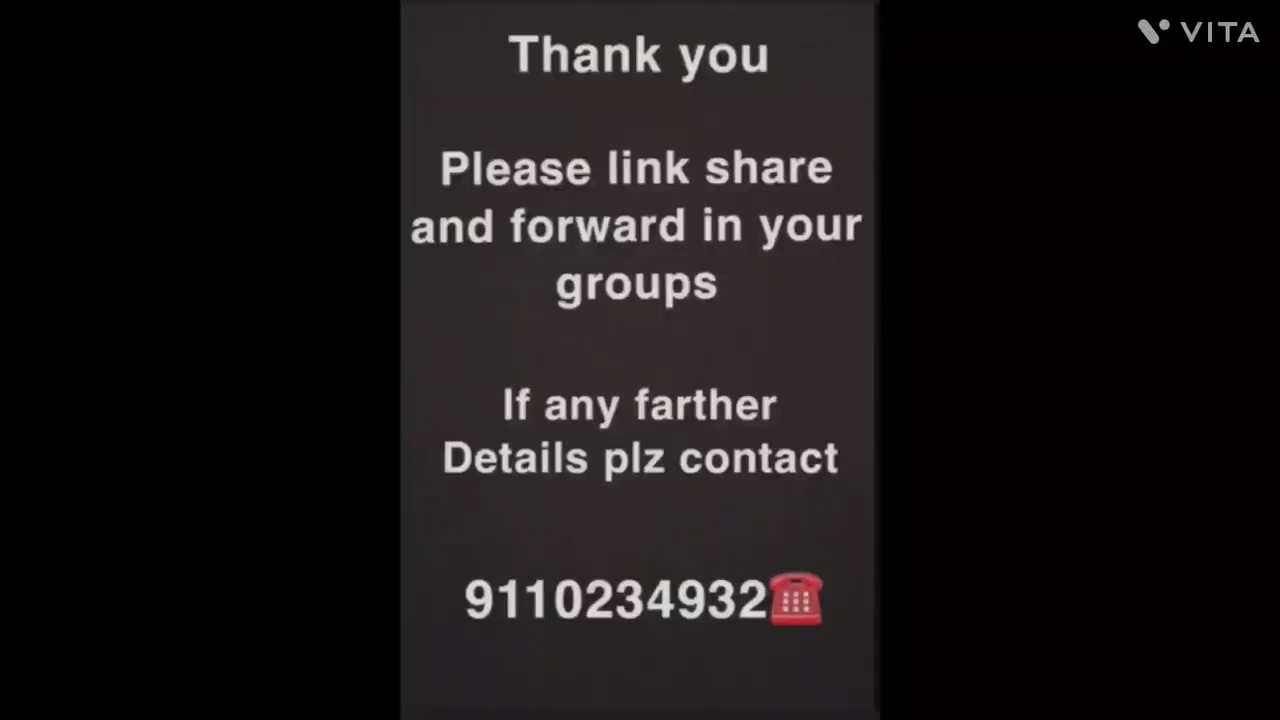 VITA
Thank you
Please link share
and forward in your
groups
If any farther
Details plz contact
9110234932☎️